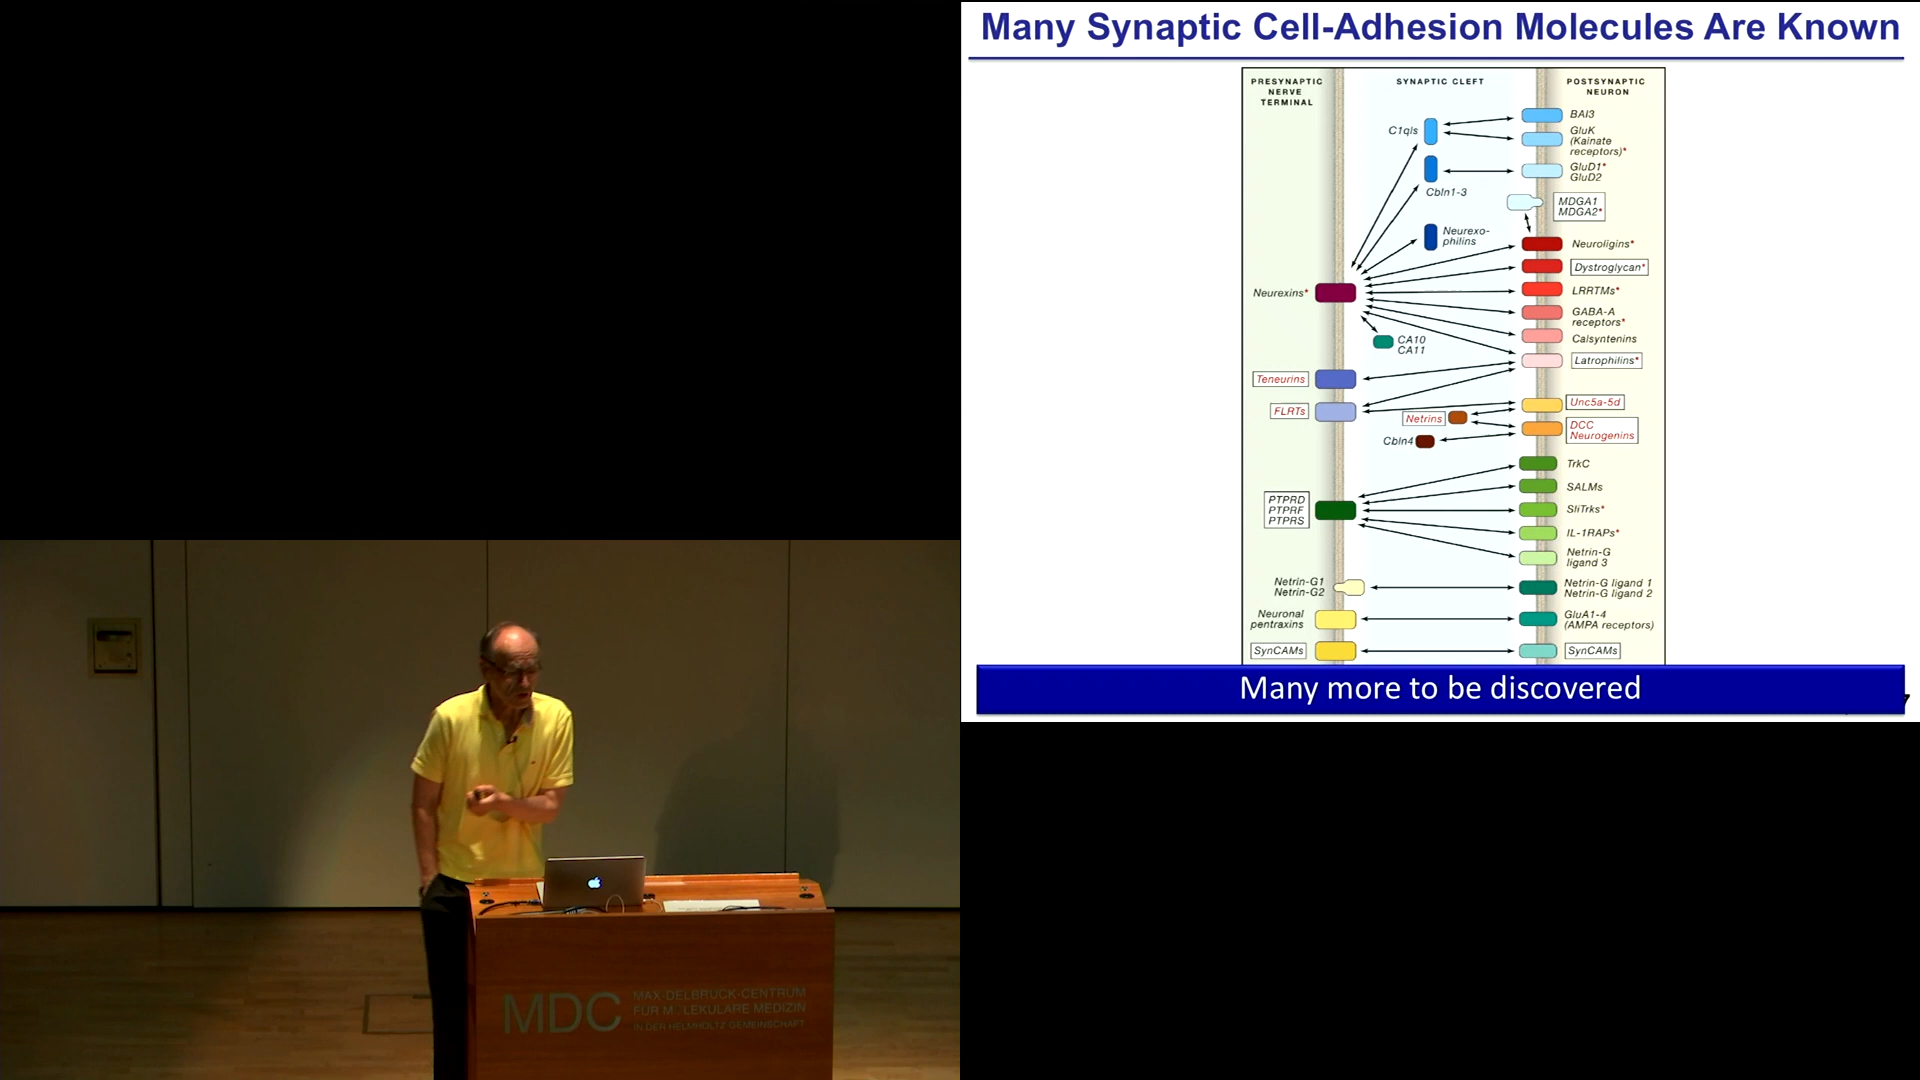 Many Synaptic Cell-Adhesion Molecules Are Known
PRESYNAPTIC
NERVE
TERMINAL
SYNAPTIC CLEFT
POSTSYNAPTIC
NEURON
C1qls
BAI3
GluK
(Kainate
receptors)*
GluD1*
GluD2
Cbln1-3
MDGA1
MDGA2*
Neurexo-
philins
Neuroligins*
Dystroglycan*
Neurexins*
LRRTMs*
GABA-A
receptors*
CA10
CA11
Calsyntenins
Latrophilins*
Teneurins
FLRTs
Netrins
Cbln4
Unc5a-5d
DCC
Neurogenins
TrkC
SALMs
PTPRD
PTPRF
PTPRS
SliTrks*
IL-1RAPs*
Netrin-G
ligand 3
Netrin-G1
Netrin-G2
Netrin-G ligand 1
Netrin-G ligand 2
Neuronal
pentraxins
GluA1-4
(AMPA receptors)
SynCAMs
SynCAMs
Many more to be discovered
7
MDC
MAX-DELBRÜCK-CENTRUM
FÜR MOLEKULARE MEDIZIN
IN DER HELMHOLTZ-GEMEINSCHAFT